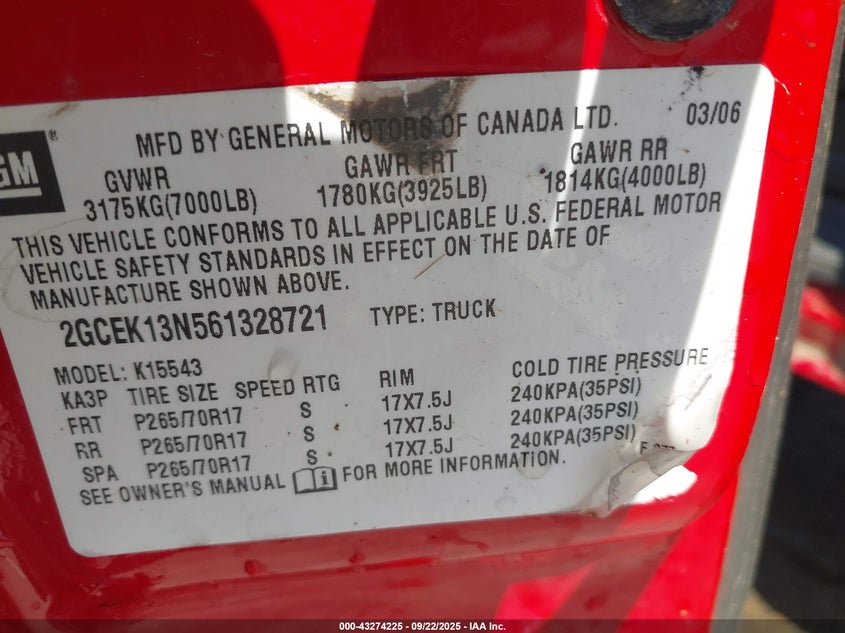 GM®
MFD BY GENERAL MOTORS OF CANADA LTD. 03/06
GVWR GAWR FRT GAWR RR
3175KG(7000LB) 1780KG(3925LB) 1814KG(4000LB)
THIS VEHICLE CONFORMS TO ALL APPLICABLE U.S. FEDERAL MOTOR
VEHICLE SAFETY STANDARDS IN EFFECT ON THE DATE OF
MANUFACTURE SHOWN ABOVE.
2GCEK13N561328721 TYPE: TRUCK
MODEL: K15543
KA3P TIRE SIZE SPEED RTG RIM COLD TIRE PRESSURE
FRT P265/70R17 S 17X7.5J 240KPA(35PSI)
RR P265/70R17 S 17X7.5J 240KPA(35PSI)
SPA P265/70R17 S 17X7.5J 240KPA(35PSI)
SEE OWNER'S MANUAL i FOR MORE INFORMATION.
000-43274225 - 09/22/2025 - IAA Inc.